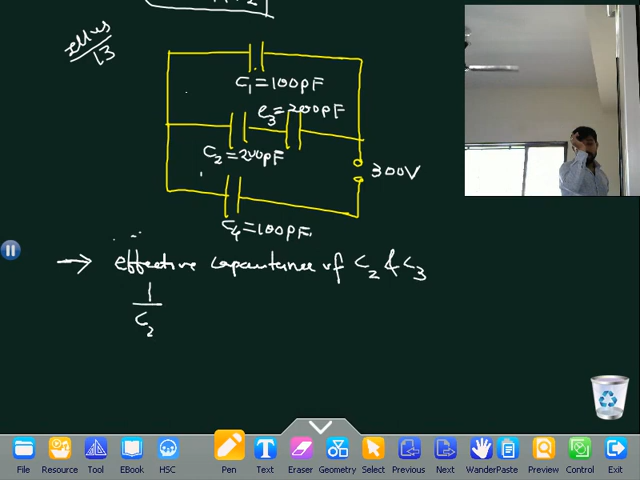 13
C₁=100pF
C₃=200pF
C₂=200pF
300V
C₄=100pF
→ effective capacitance of C₂ & C₃
1
C₂
File Resource Tool EBook HSC Pen Text Eraser Geometry Select Previous Next WanderPaste Preview Control Exit